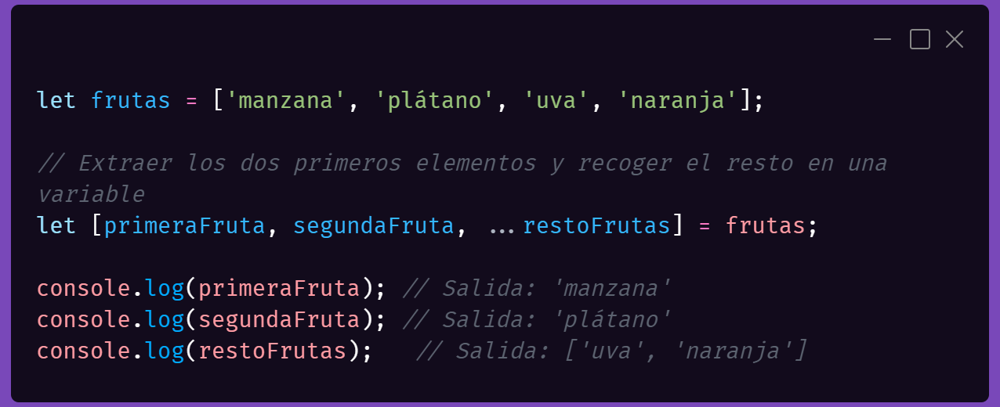 let frutas = ['manzana', 'plátano', 'uva', 'naranja'];
// Extraer los dos primeros elementos y recoger el resto en una
variable
let [primeraFruta, segundaFruta, ...restoFrutas] = frutas;
console.log(primeraFruta); // Salida: 'manzana'
console.log(segundaFruta); // Salida: 'plátano'
console.log(restoFrutas);   // Salida: ['uva', 'naranja']